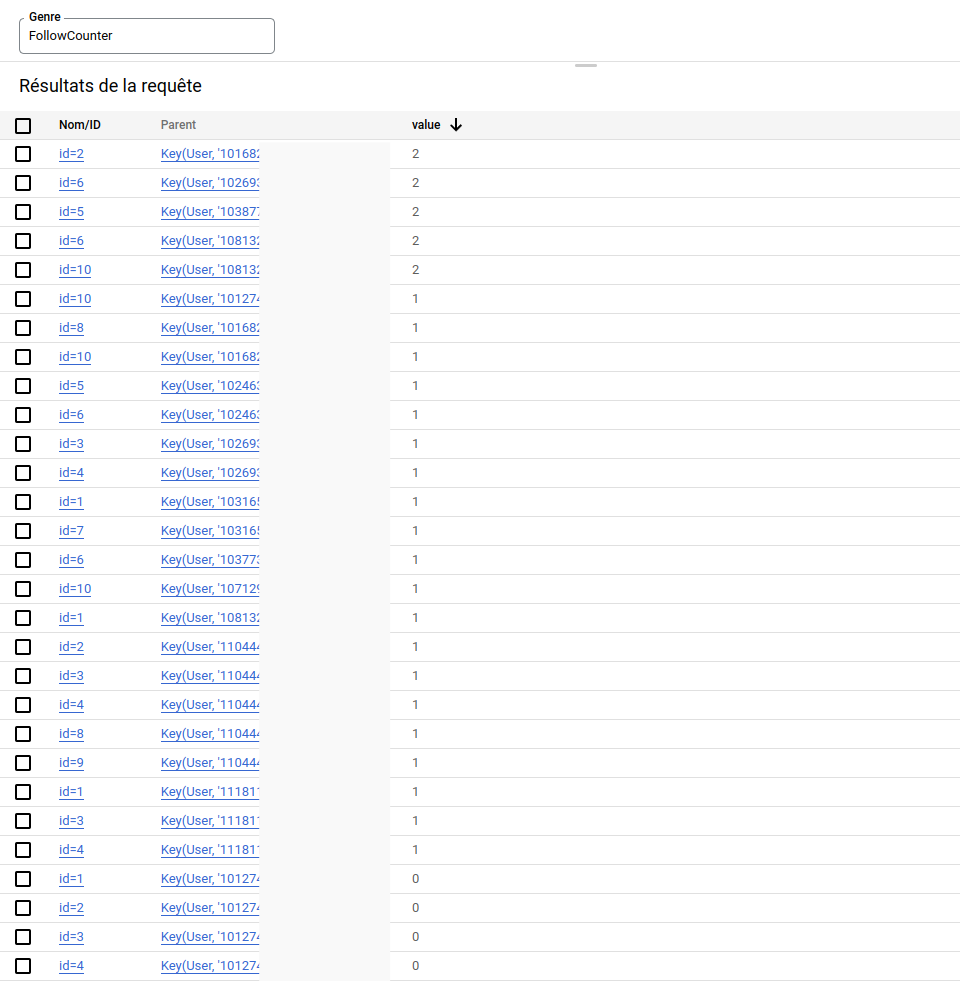 Genre
FollowCounter
Résultats de la requête
Nom/ID Parent value
id=2 Key(User, '101682 2
id=6 Key(User, '102693 2
id=5 Key(User, '103877 2
id=6 Key(User, '108132 2
id=10 Key(User, '108132 2
id=10 Key(User, '101274 1
id=8 Key(User, '101682 1
id=10 Key(User, '101682 1
id=5 Key(User, '102463 1
id=6 Key(User, '102463 1
id=3 Key(User, '102693 1
id=4 Key(User, '102693 1
id=1 Key(User, '103165 1
id=7 Key(User, '103165 1
id=6 Key(User, '103773 1
id=10 Key(User, '107129 1
id=1 Key(User, '108132 1
id=2 Key(User, '110444 1
id=3 Key(User, '110444 1
id=4 Key(User, '110444 1
id=8 Key(User, '110444 1
id=9 Key(User, '110444 1
id=1 Key(User, '111811 1
id=3 Key(User, '111811 1
id=4 Key(User, '111811 1
id=1 Key(User, '101274 0
id=2 Key(User, '101274 0
id=3 Key(User, '101274 0
id=4 Key(User, '101274 0